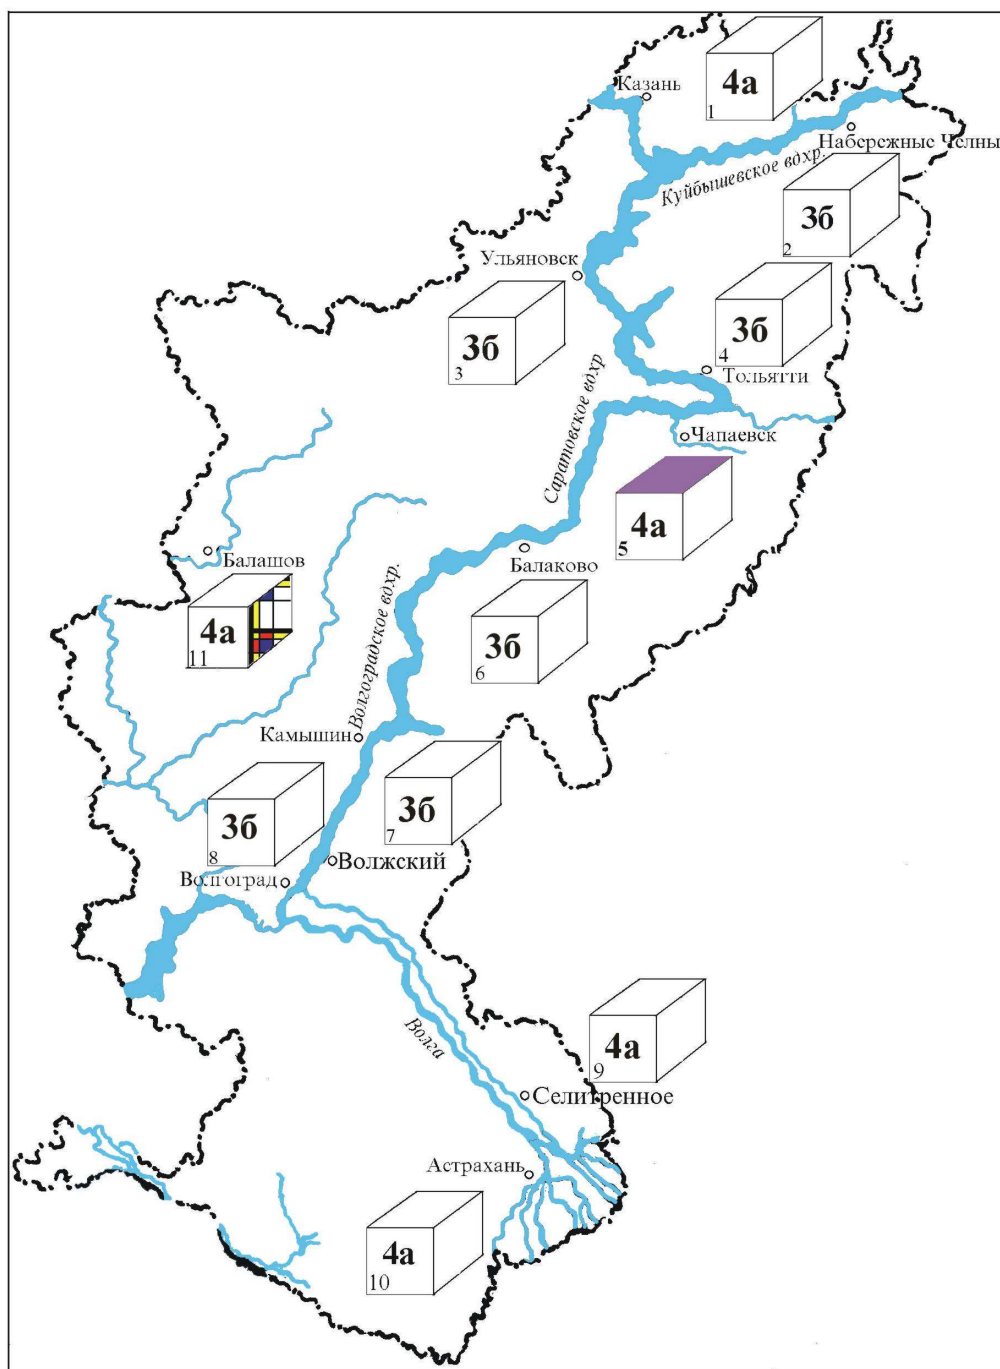 4а
1
Казань
Набережные Челны
Куйбышевское вдхр.
3б
2
Ульяновск
3б
3
3б
4
Тольятти
Саратовское вдхр
Чапаевск
4а
5
Балашов
Балаково
4а
11
3б
6
Волгоградское вдхр.
Камышин
3б
7
3б
8
Волжский
Волгоград
Волга
4а
9
Селитренное
Астрахань
4а
10